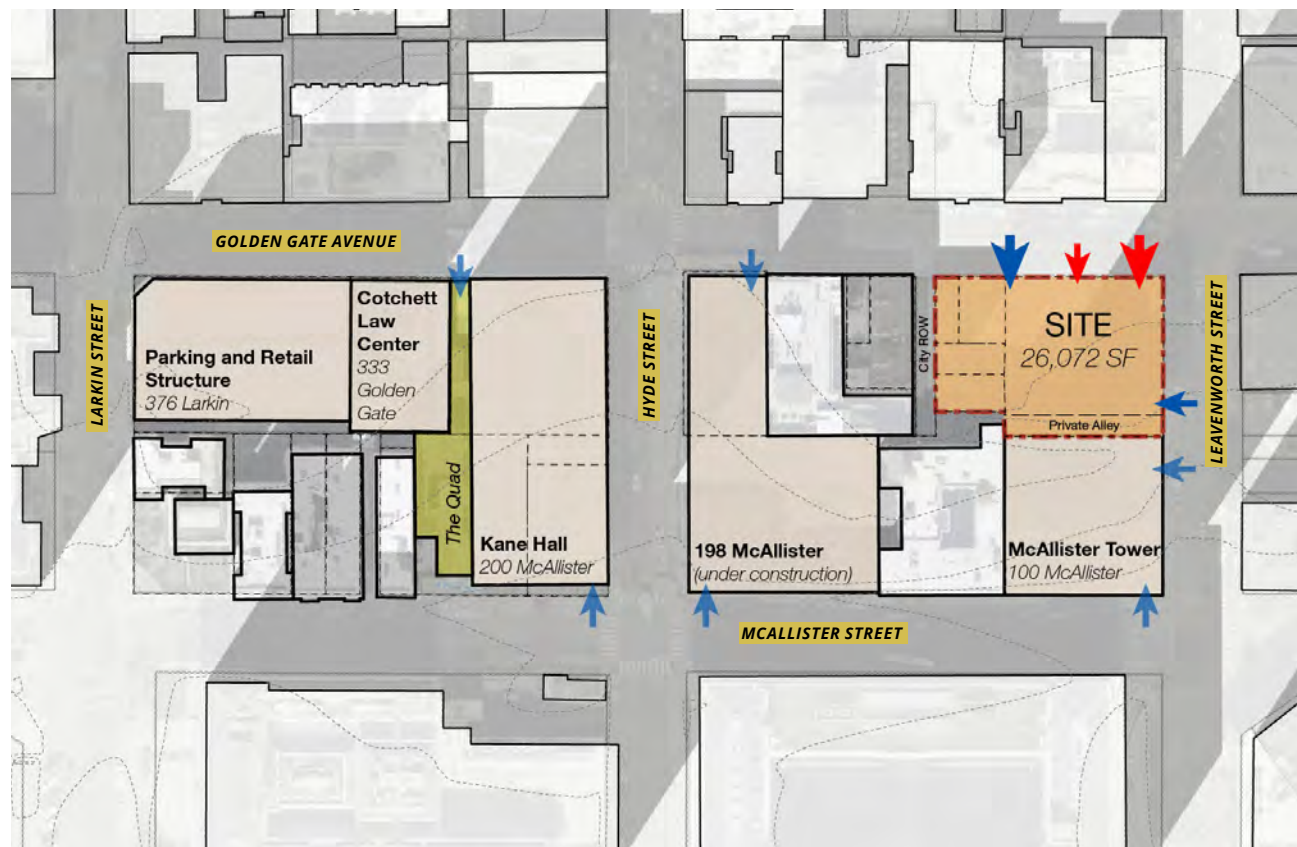 GOLDEN GATE AVENUE
LARKIN STREET
Parking and Retail
Structure
376 Larkin
Cotchett
Law
Center
333
Golden
Gate
The Quad
Kane Hall
200 McAllister
HYDE STREET
198 McAllister
(under construction)
City ROW
SITE
26,072 SF
Private Alley
McAllister Tower
100 McAllister
LEAVENWORTH STREET
MCALLISTER STREET